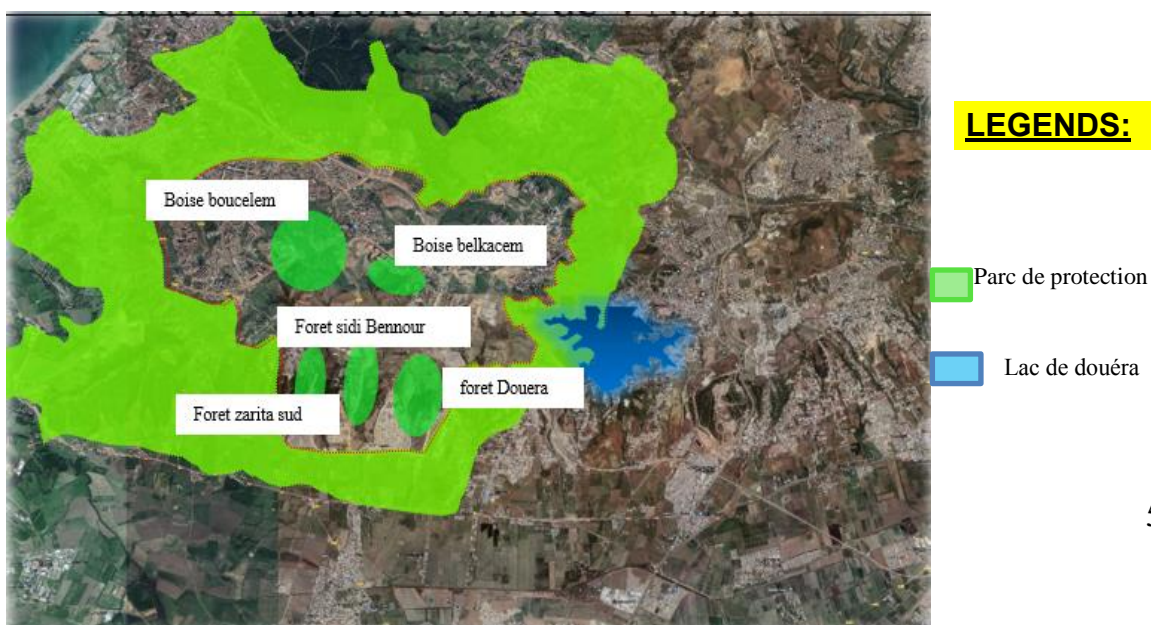 LEGENDS:
Boise boucelem
Boise belkacem
Parc de protection
Foret sidi Bennour
Lac de douéra
foret Douera
Foret zarita sud